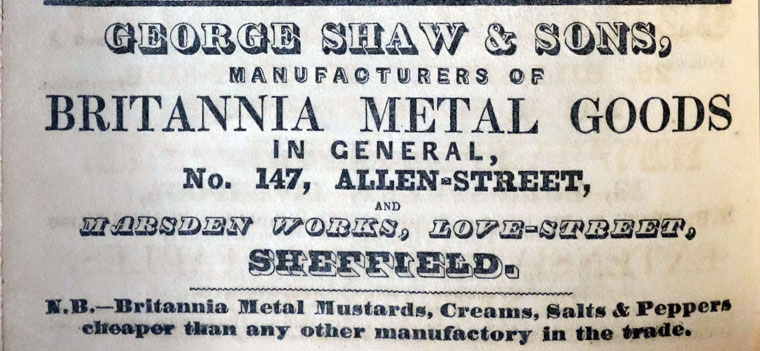 GEORGE SHAW & SONS,
MANUFACTURERS OF
BRITANNIA METAL GOODS
IN GENERAL,
No. 147, ALLEN-STREET,
AND
MARSDEN WORKS, LOVE-STREET,
SHEFFIELD.
N.B.—Britannia Metal Mustards, Creams, Salts & Peppers
cheaper than any other manufactory in the trade.